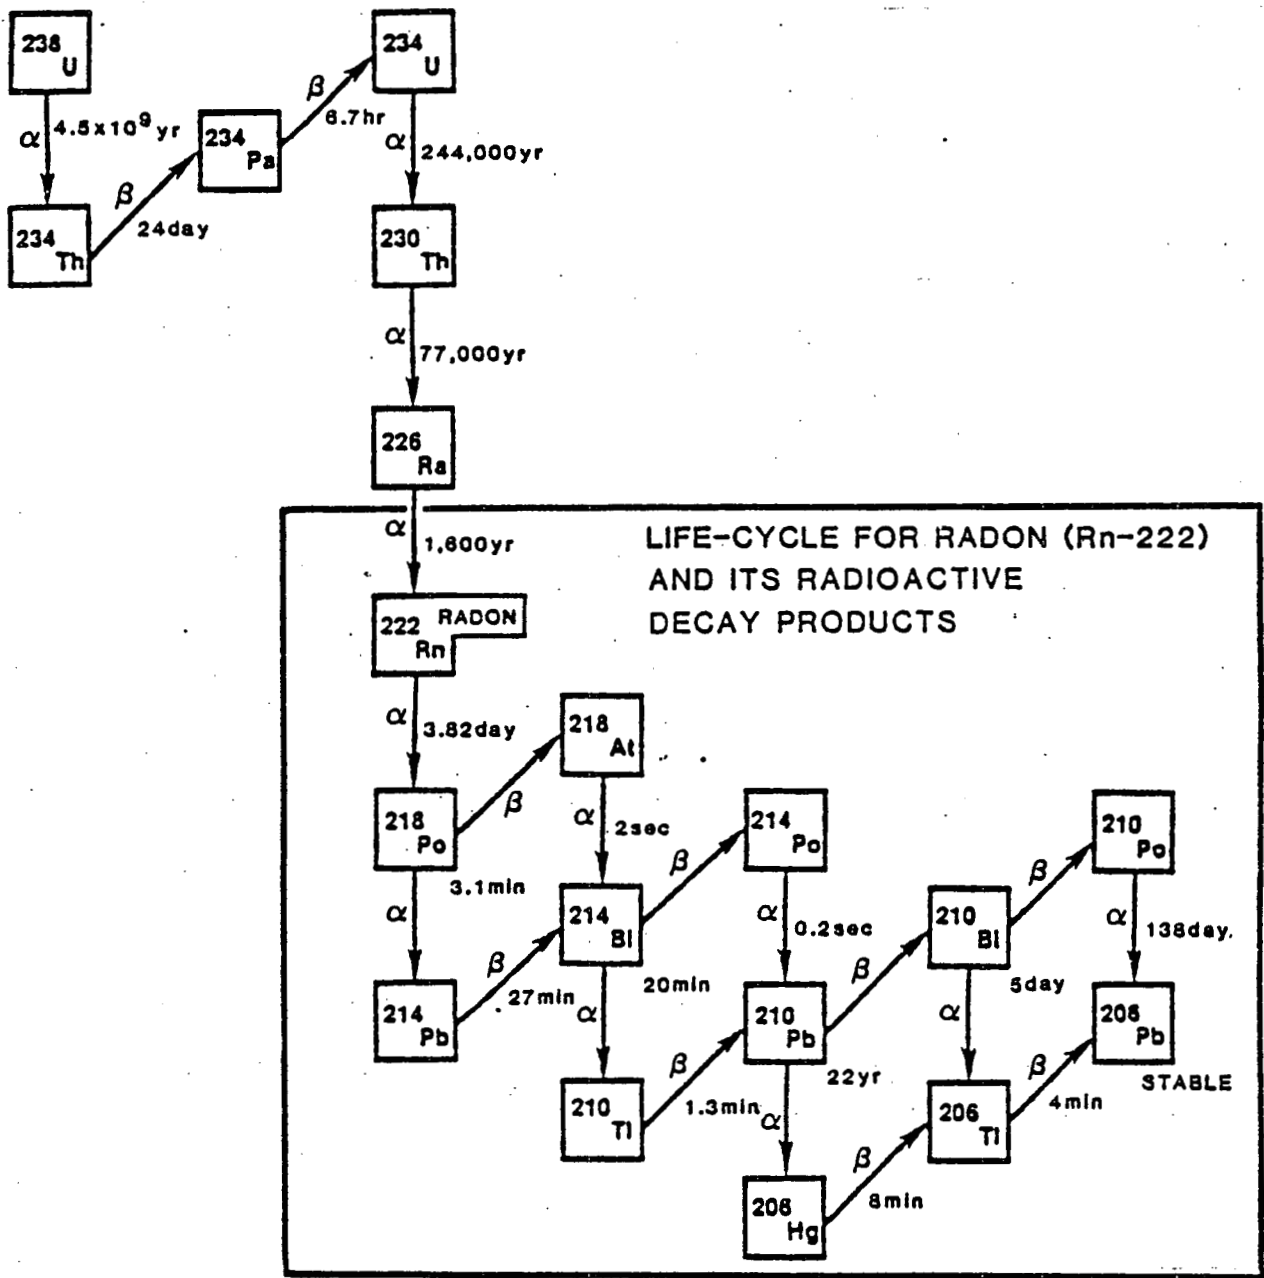 238 U
234 U
β
6.7hr
α 4.5x10⁹ yr
234 Pa
α 244,000yr
β
24day
234 Th
230 Th
α
77,000yr
226 Ra
α
1,600yr
LIFE-CYCLE FOR RADON (Rn-222)
AND ITS RADIOACTIVE
DECAY PRODUCTS
222 Rn RADON
α 3.82day
218 At
β
218 Po
3.1min
α 2sec
214 Po
β
210 Po
β
α
214 Bi
20min
α 0.2sec
210 Bi
5day
α 138day
β
27min
214 Pb
α
β
210 Pb
22yr
α
206 Pb
STABLE
β
1.3min
210 Tl
α
β
4min
206 Tl
β
8min
206 Hg